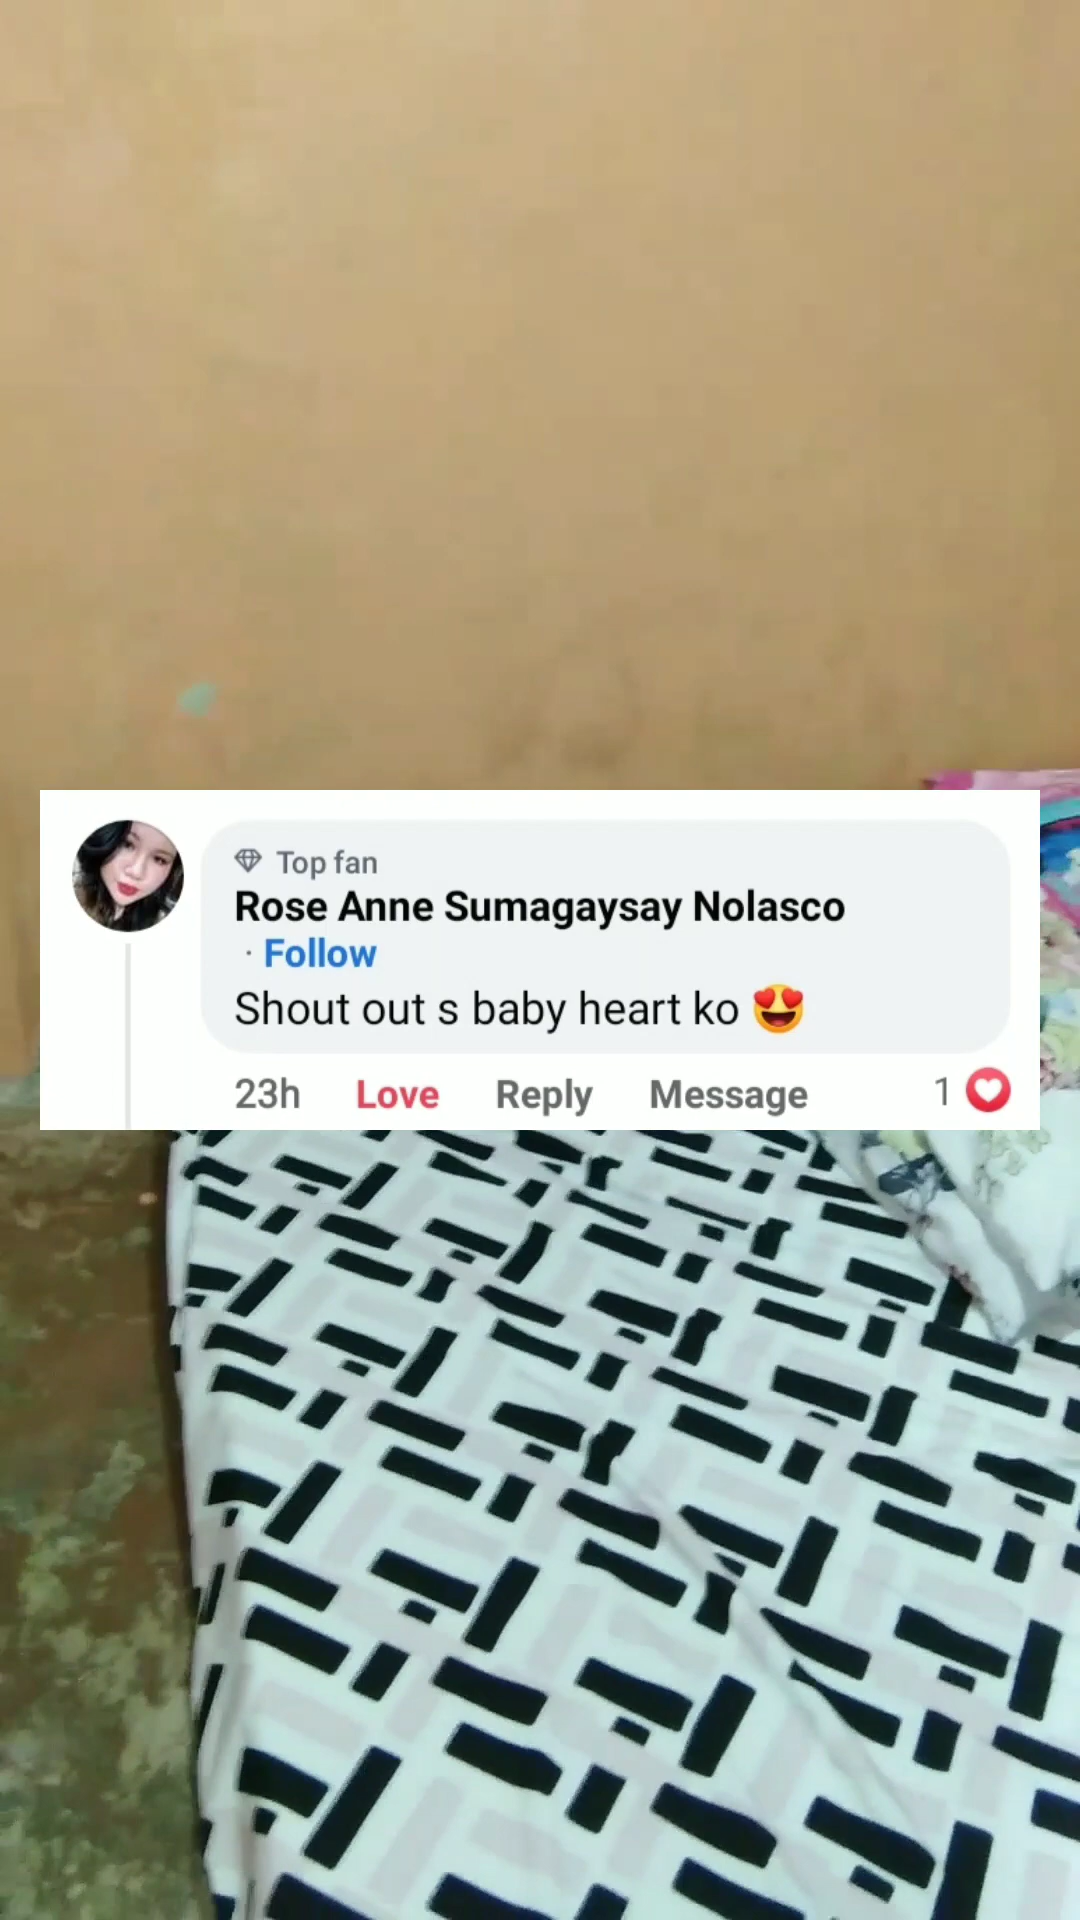 Top fan
Rose Anne Sumagaysay Nolasco
· Follow
Shout out s baby heart ko 😍
23h Love Reply Message 1